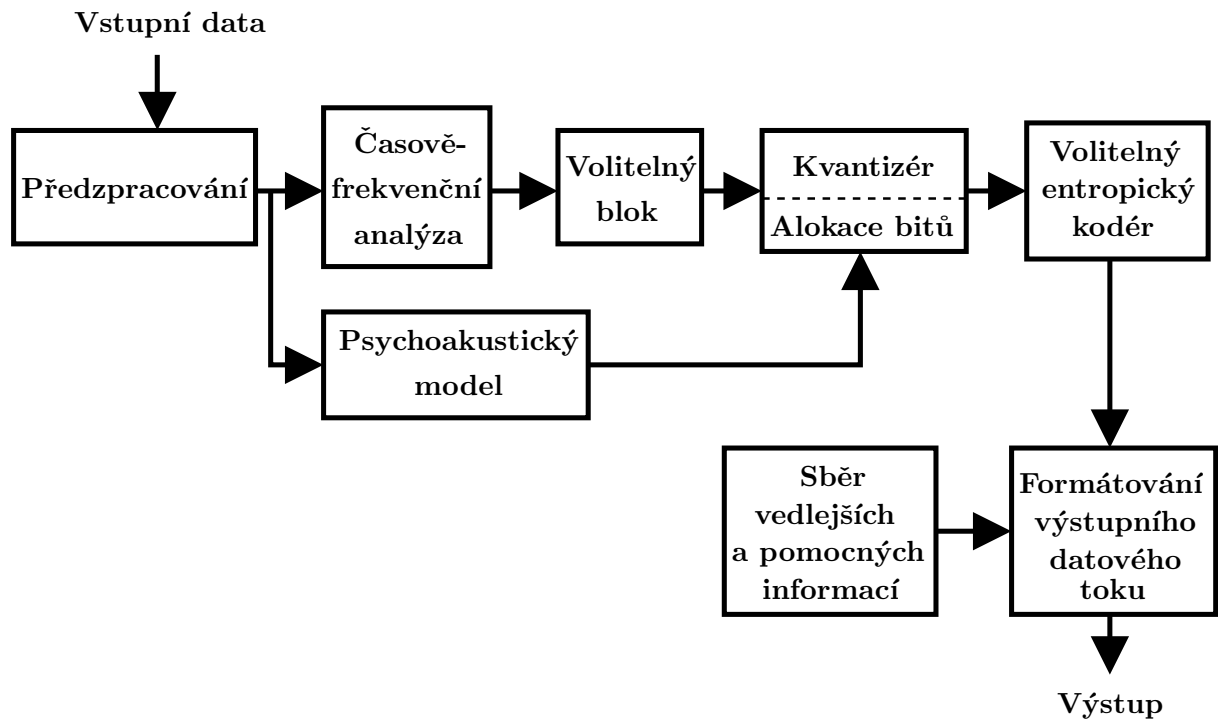 Vstupní data
Předzpracování
Časově-
frekvenční
analýza
Volitelný
blok
Kvantizér
Alokace bitů
Volitelný
entropický
kodér
Psychoakustický
model
Sběr
vedlejších
a pomocných
informací
Formátování
výstupního
datového
toku
Výstup